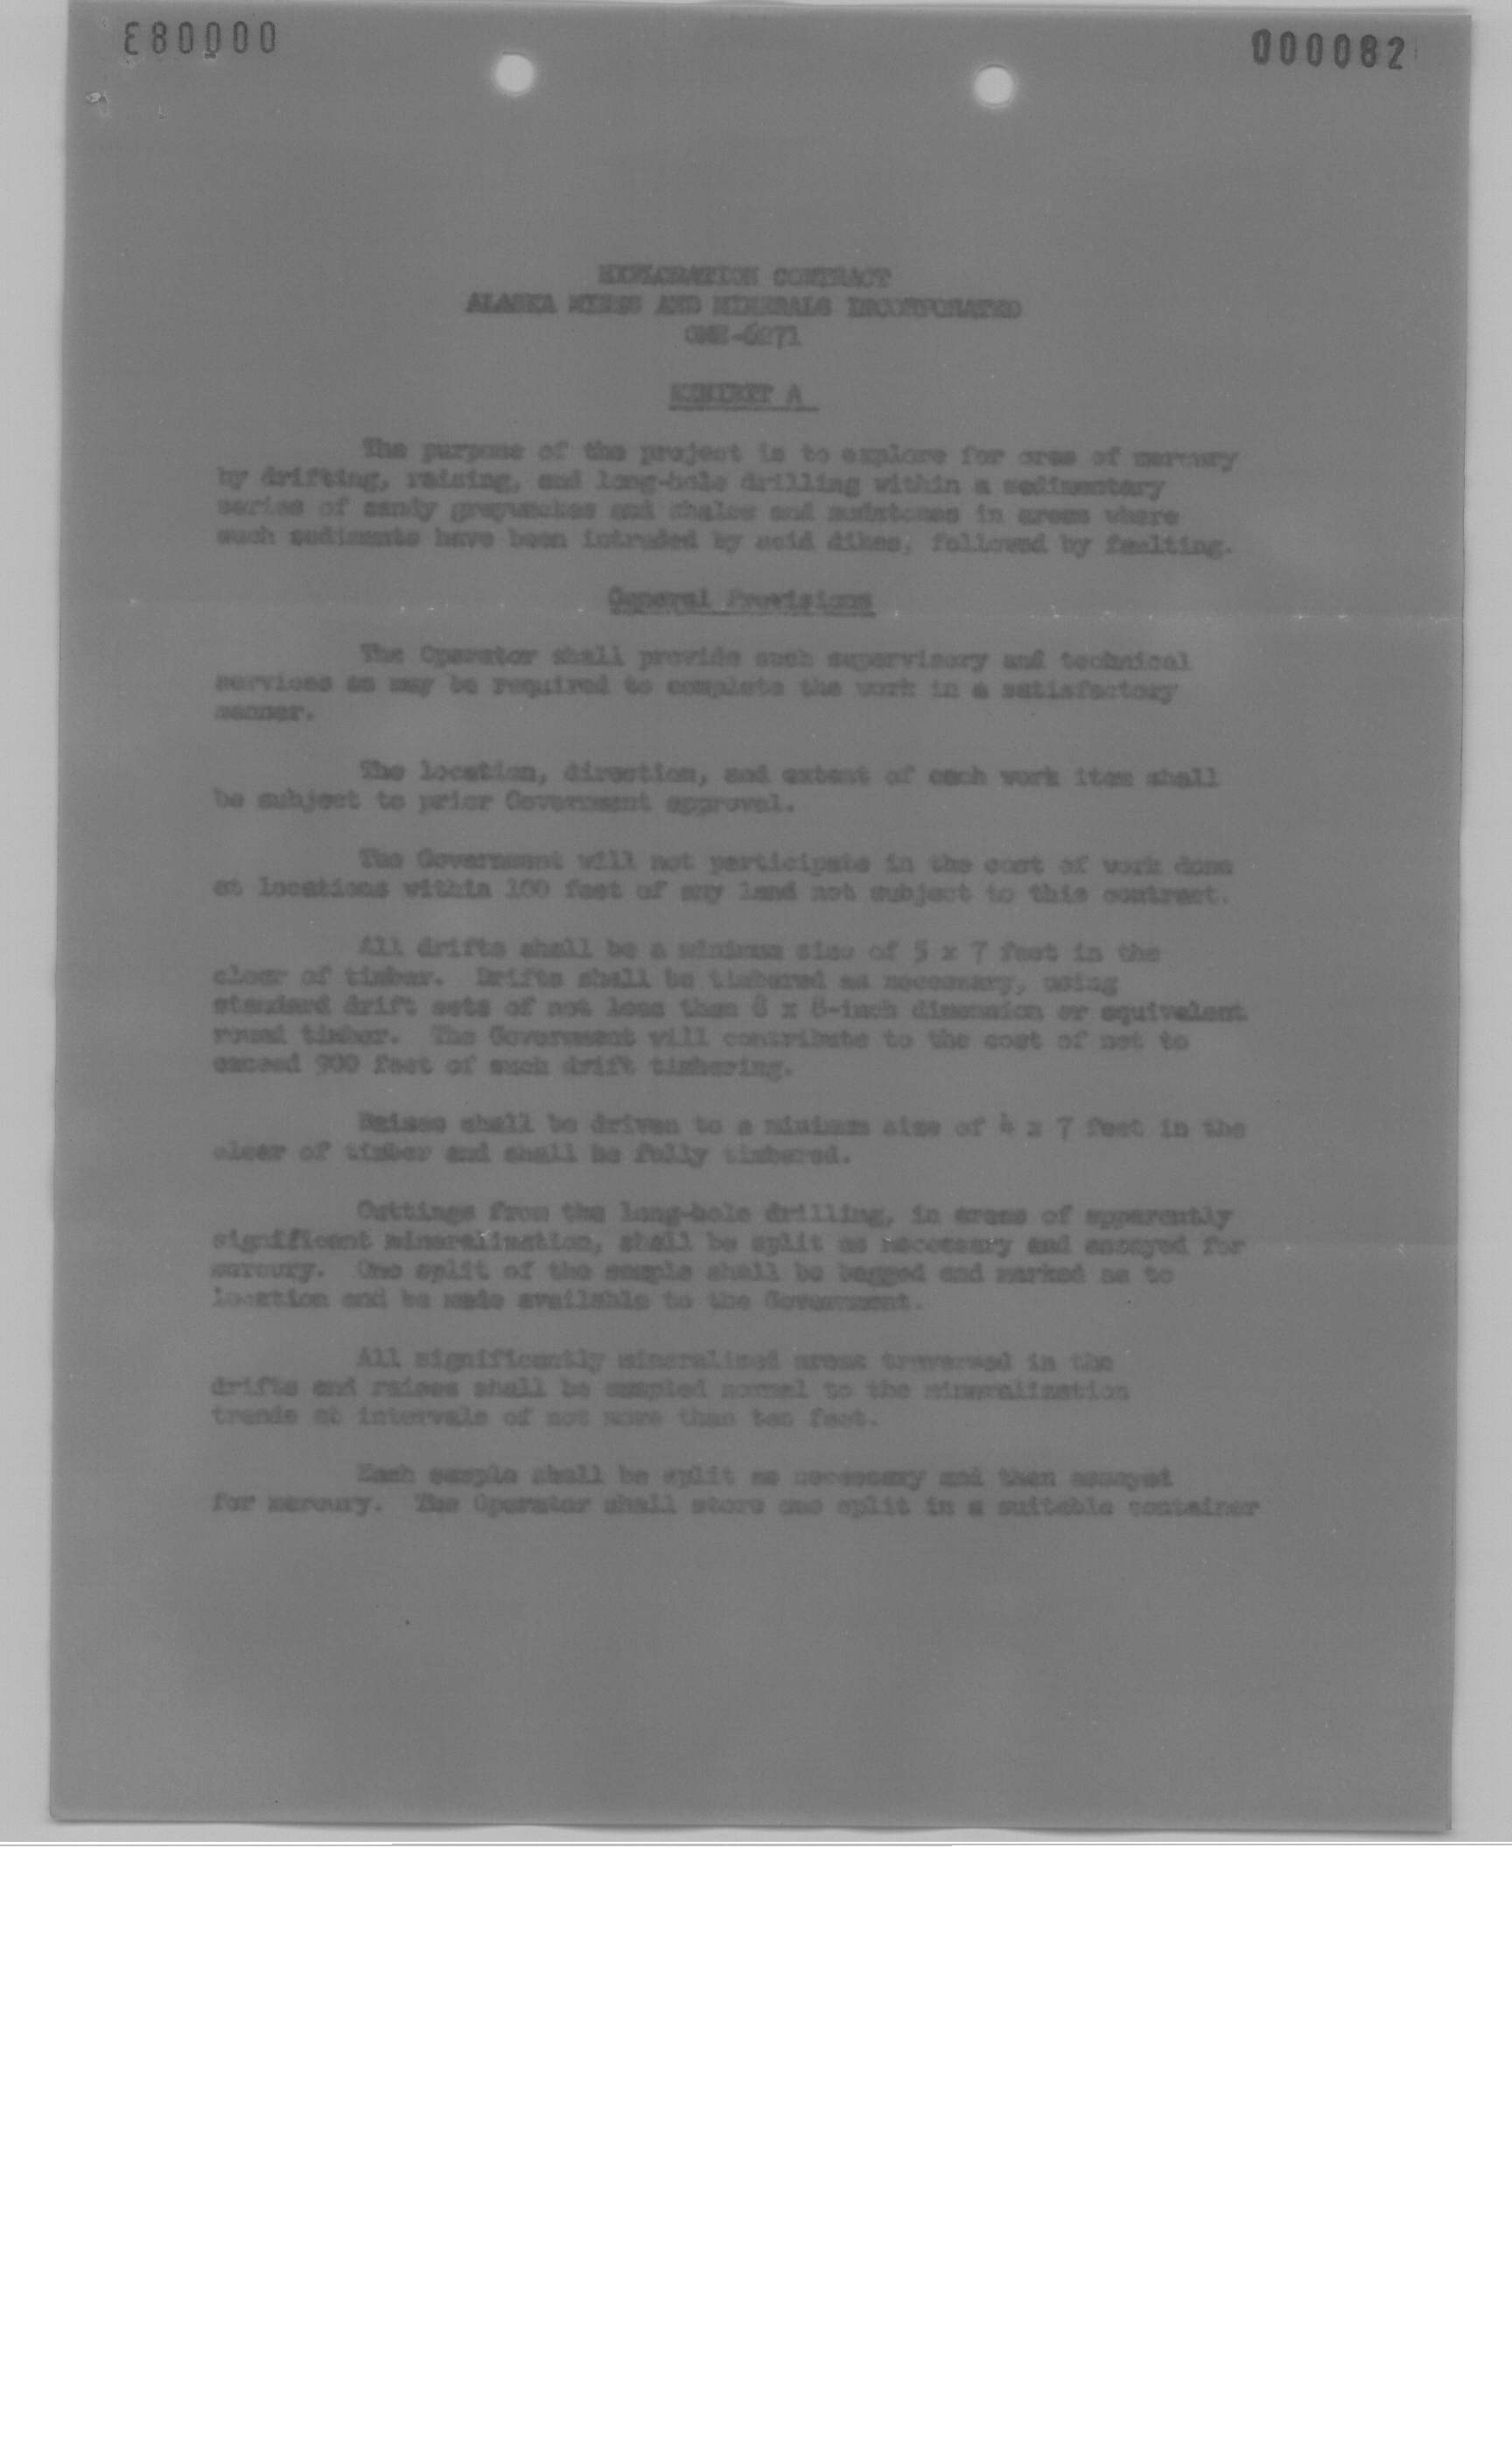 000083
000082
EXPLORATION CONTRACT
ALASKA MINES AND MINERALS INCORPORATED
OME-6271
EXHIBIT A
The purpose of the project is to explore for ores of mercury
by drifting, raising, and long-hole drilling within a sedimentary
series of sandy graywackes and shales and mudstones in areas where
such sediments have been intruded by acid dikes, followed by faulting.
General Provisions
The Operator shall provide such supervisory and technical
services as may be required to complete the work in a satisfactory
manner.
The location, direction, and extent of each work item shall
be subject to prior Government approval.
The Government will not participate in the cost of work done
at locations within 100 feet of any land not subject to this contract.
All drifts shall be a minimum size of 5 x 7 feet in the
clear of timber. Drifts shall be timbered as necessary, using
standard drift sets of not less than 8 x 8-inch dimension or equivalent
round timber. The Government will contribute to the cost of not to
exceed 900 feet of such drift timbering.
Raises shall be driven to a minimum size of 4 x 7 feet in the
clear of timber and shall be fully timbered.
Cuttings from the long-hole drilling, in areas of apparently
significant mineralization, shall be split as necessary and assayed for
mercury. One split of the sample shall be bagged and marked as to
location and be made available to the Government.
All significantly mineralized areas traversed in the
drifts and raises shall be sampled normal to the mineralization
trends at intervals of not more than ten feet.
Each sample shall be split as necessary and then assayed
for mercury. The Operator shall store one split in a suitable container